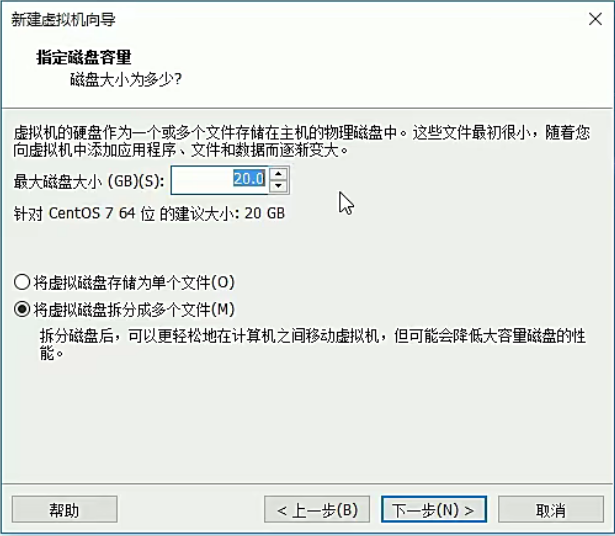 新建虚拟机向导
指定磁盘容量
磁盘大小为多少?
虚拟机的硬盘作为一个或多个文件存储在主机的物理磁盘中。这些文件最初很小，随着您
向虚拟机中添加应用程序、文件和数据而逐渐变大。
最大磁盘大小 (GB)(S): 20.0
针对 CentOS 7 64 位 的建议大小: 20 GB
将虚拟磁盘存储为单个文件(O)
将虚拟磁盘拆分成多个文件(M)
拆分磁盘后，可以更轻松地在计算机之间移动虚拟机，但可能会降低大容量磁盘的性
能。
帮助 < 上一步(B) 下一步(N) > 取消